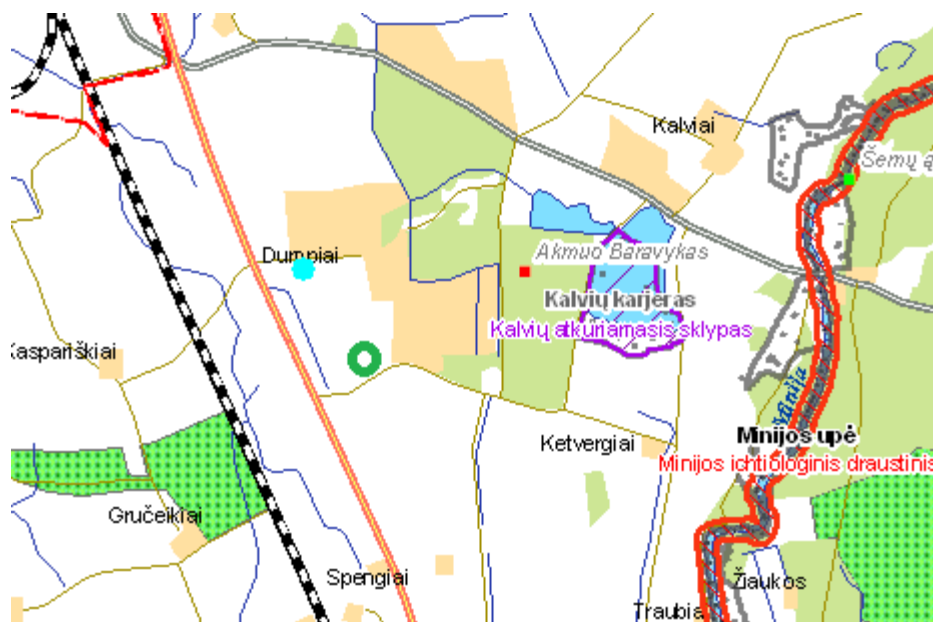 Kalviai
Šemų
Akmuo Baravykas
Dumpiai
Kalvių karjeras
Kalvių atkuriamasis sklypas
Kaspariškiai
Minija
Minijos upė
Ketvergiai
Minijos ichtiologinis draustinis
Gručeikiai
Spengiai
Žiaukos
Traubia